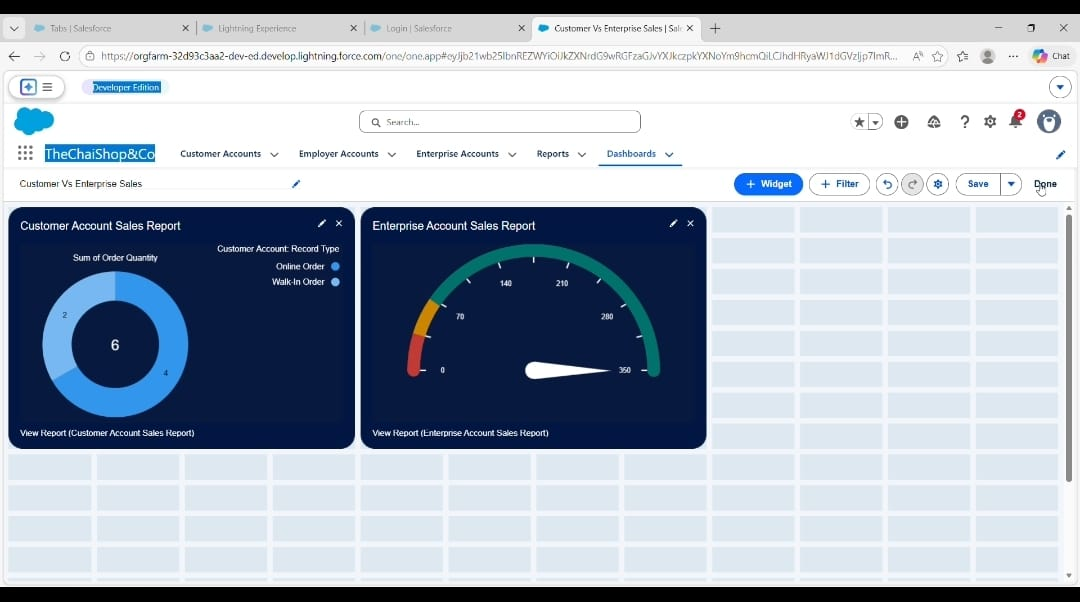 Tabs | Salesforce
Lightning Experience
Login | Salesforce
Customer Vs Enterprise Sales | Sale
https://orgfarm-32d93c3aa2-dev-ed.develop.lightning.force.com/one/one.app#
Chat
Developer Edition
Search...
2
TheChaiShop&Co
Customer Accounts
Employer Accounts
Enterprise Accounts
Reports
Dashboards
Customer Vs Enterprise Sales
+ Widget
+ Filter
Save
Done
Customer Account Sales Report
Customer Account: Record Type
Sum of Order Quantity
Online Order
Walk-In Order
2
6
4
View Report (Customer Account Sales Report)
Enterprise Account Sales Report
140
210
70
280
0
350
View Report (Enterprise Account Sales Report)